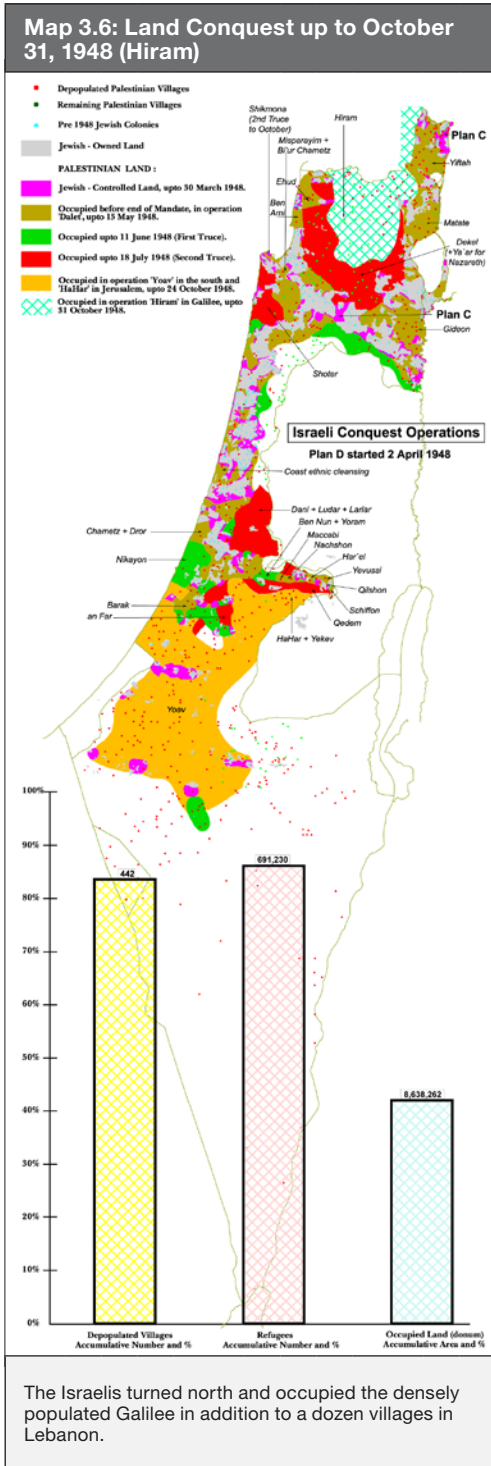 Map 3.6: Land Conquest up to October
31, 1948 (Hiram)
Depopulated Palestinian Villages
Remaining Palestinian Villages
Pre 1948 Jewish Colonies
Jewish - Owned Land
PALESTINIAN LAND :
Jewish - Controlled Land, upto 30 March 1948.
Occupied before end of Mandate, in operation
'Dalet', upto 15 May 1948.
Occupied upto 11 June 1948 (First Truce).
Occupied upto 18 July 1948 (Second Truce).
Occupied in operation 'Yoav' in the south and
'HaHar' in Jerusalem, upto 24 October 1948.
Occupied in operation 'Hiram' in Galilee, upto
31 October 1948.
Shikmona
(2nd Truce
to October)
Hiram
Misparayim +
Bi'ur Chametz
Plan C
Yiftah
Ehud
Ben
Ami
Matate
Dekel
(+Ya`ar for
Nazareth)
Plan C
Gideon
Shoter
Israeli Conquest Operations
Plan D started 2 April 1948
Coast ethnic cleansing
Dani + Ludar + Larlar
Ben Nun + Yoram
Maccabi
Nachshon
Chametz + Dror
Har`el
Yevussi
Nikayon
Qilshon
Schiffon
Barak
Qedem
an Far
HaHar + Yekev
Yoav
100%
90%
80%
70%
60%
50%
40%
30%
20%
10%
0%
442
691,230
8,638,262
Depopulated Villages
Accumulative Number and %
Refugees
Accumulative Number and %
Occupied Land (donum)
Accumulative Area and %
The Israelis turned north and occupied the densely
populated Galilee in addition to a dozen villages in
Lebanon.